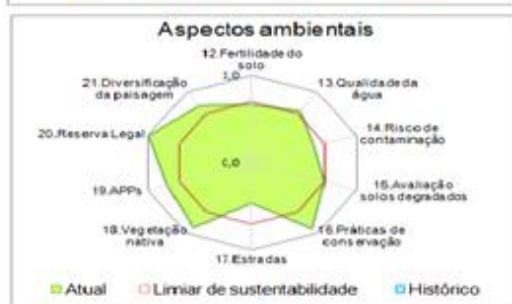 Aspectos ambientais
12.Fertilidade do
solo
1,0
13.Qualidade da
água
14.Risco de
contaminação
15.Avaliação
solos degradados
16.Práticas de
conservação
17.Estradas
18.Vegetação
nativa
19.APPs
20.Reserva Legal
21.Diversificação
da paisagem
0,0
Atual
Limiar de sustentabilidade
Histórico